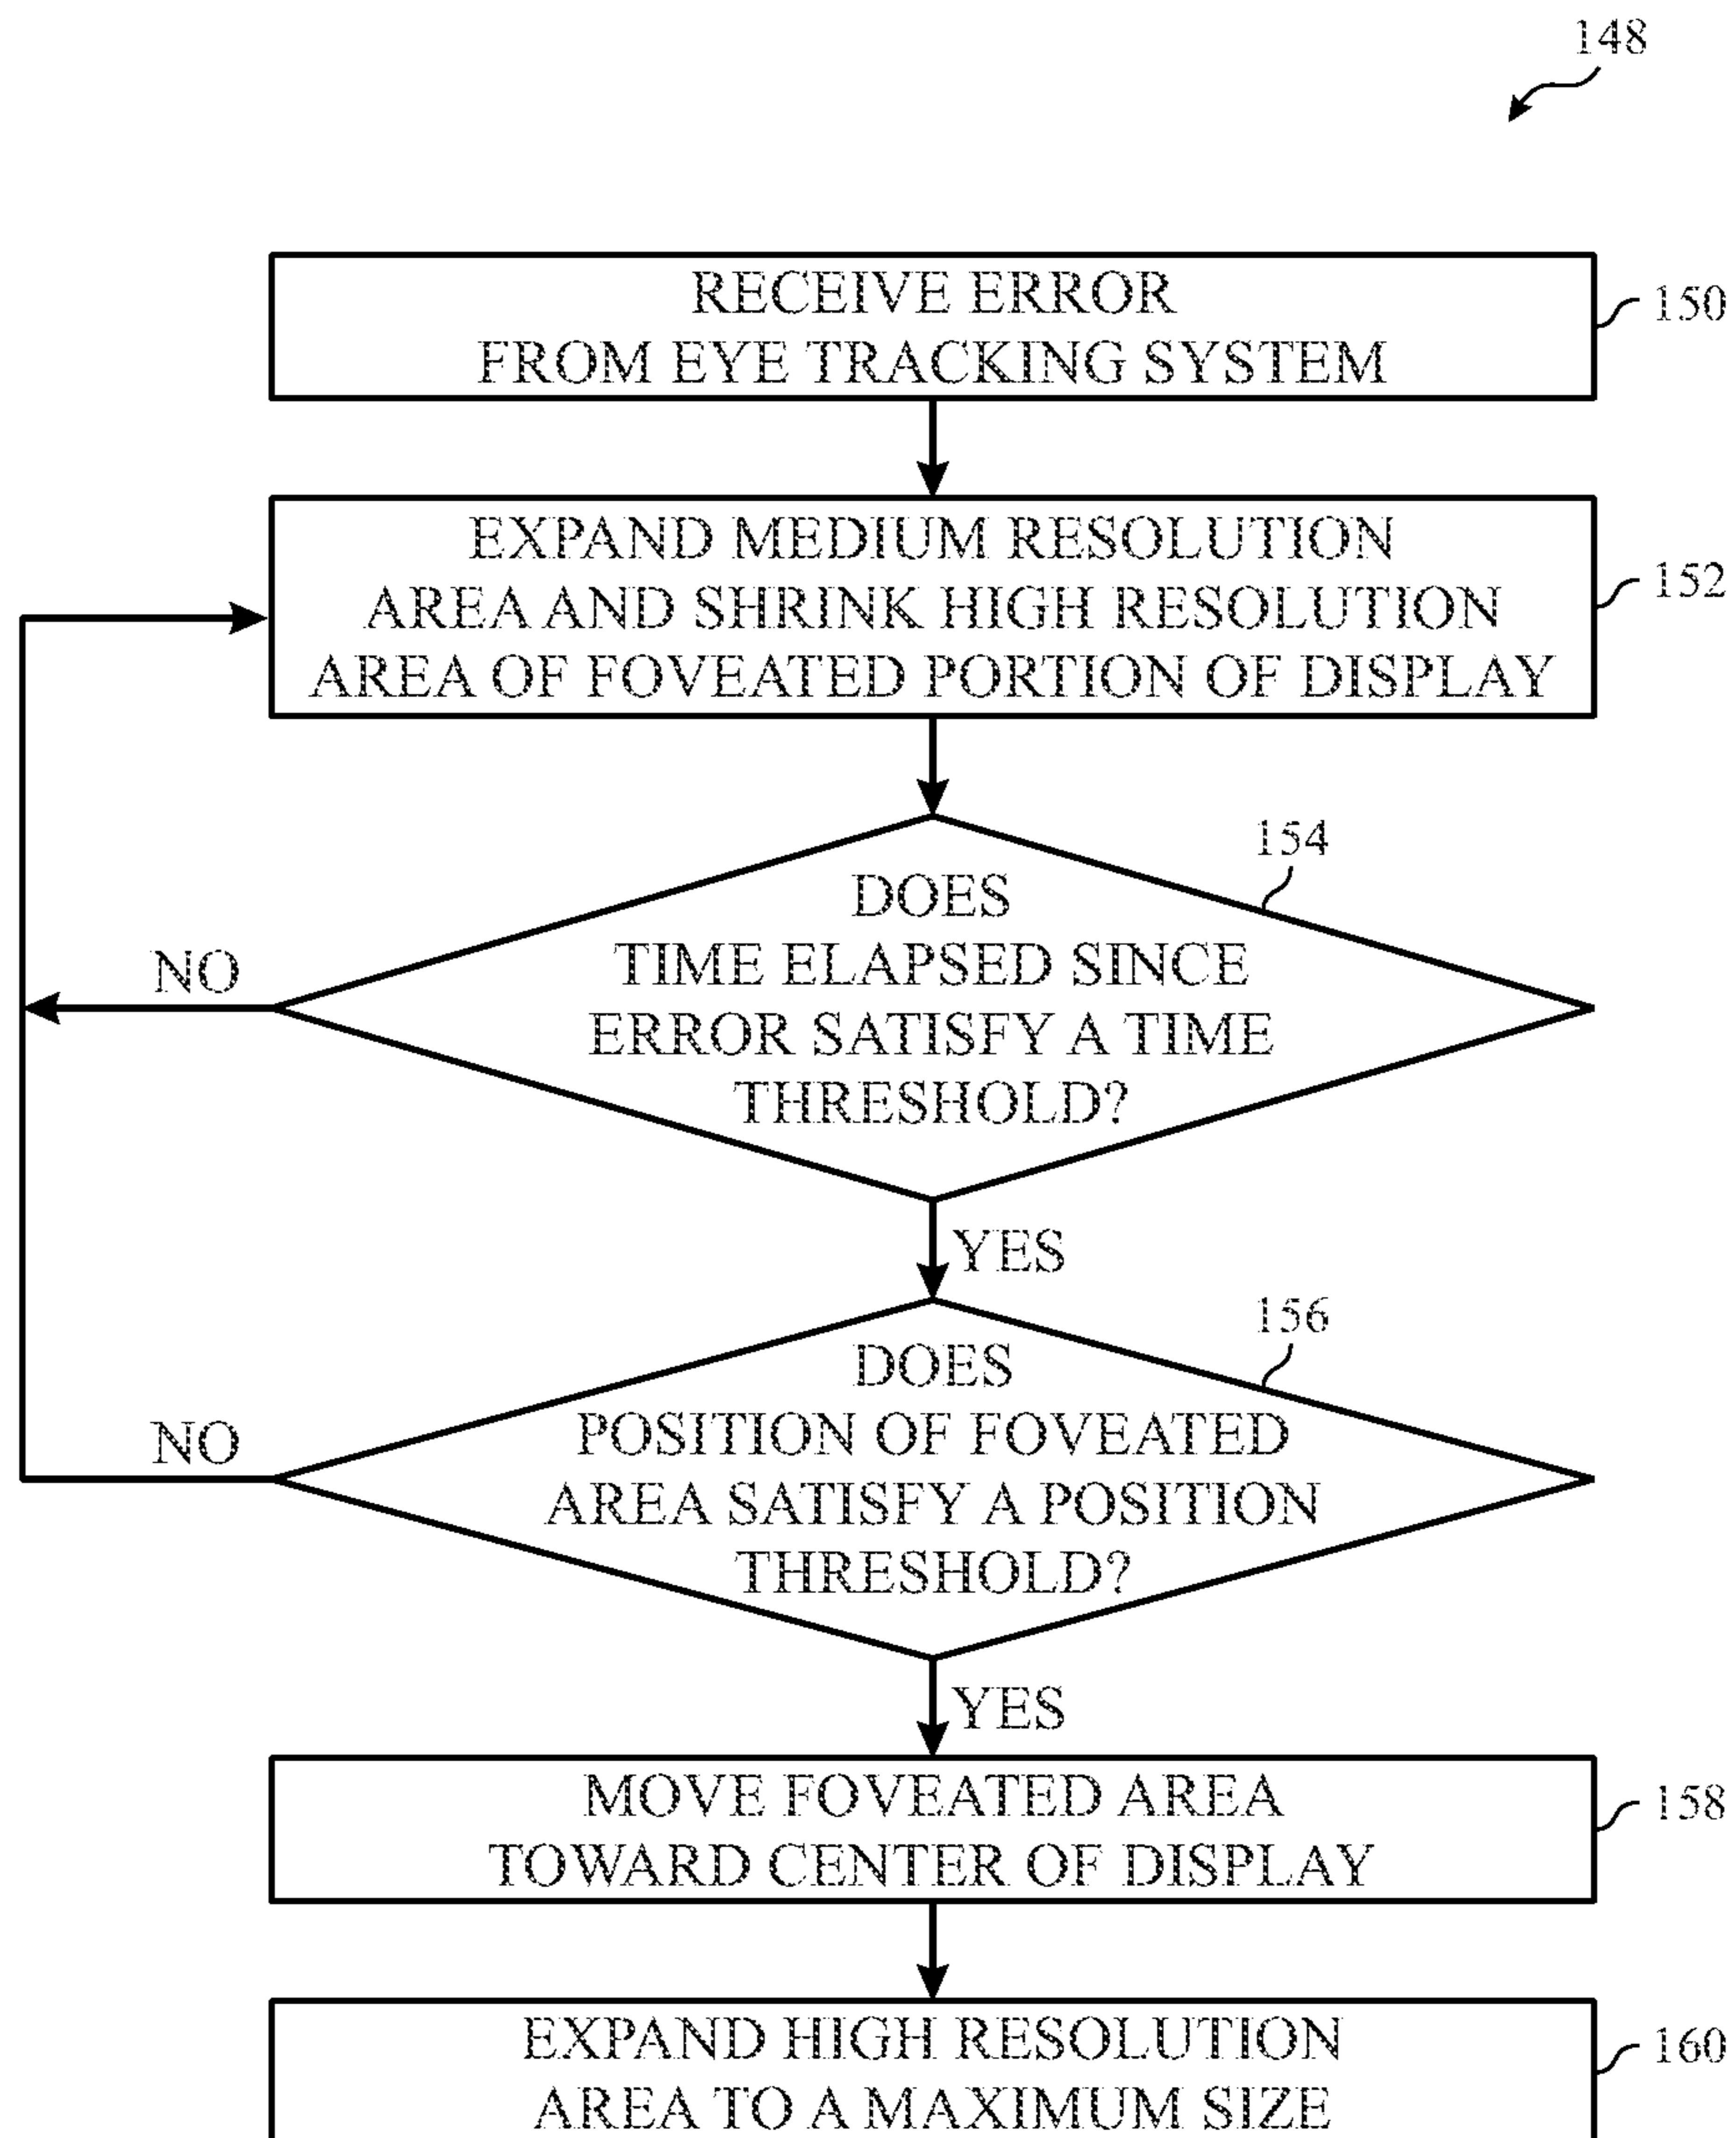 148
RECEIVE ERROR
FROM EYE TRACKING SYSTEM
150
EXPAND MEDIUM RESOLUTION
AREA AND SHRINK HIGH RESOLUTION
AREA OF FOVEATED PORTION OF DISPLAY
152
154
DOES
TIME ELAPSED SINCE
ERROR SATISFY A TIME
THRESHOLD?
NO
YES
156
DOES
POSITION OF FOVEATED
AREA SATISFY A POSITION
THRESHOLD?
NO
YES
MOVE FOVEATED AREA
TOWARD CENTER OF DISPLAY
158
EXPAND HIGH RESOLUTION
AREA TO A MAXIMUM SIZE
160